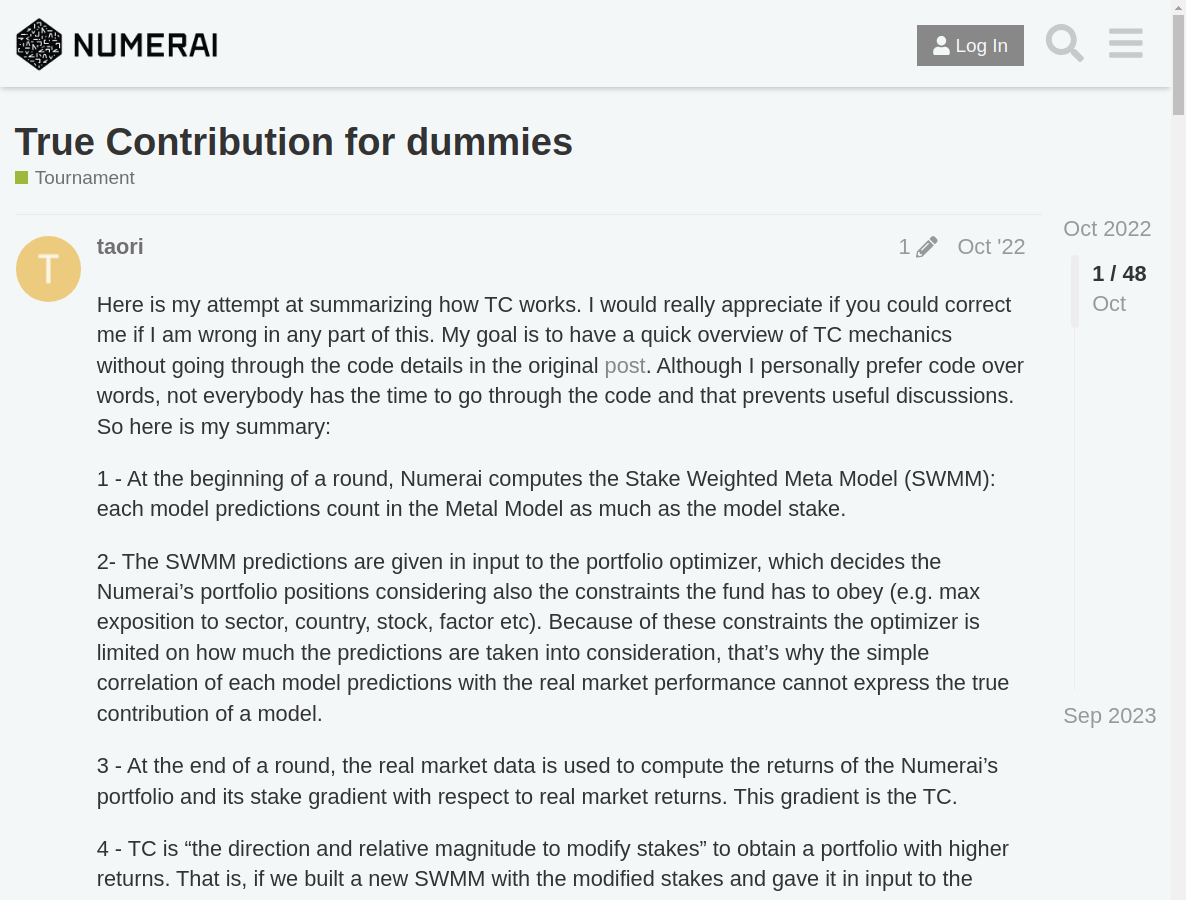 NUMERAI
Log In
True Contribution for dummies
Tournament
Oct 2022
1 / 48
Oct
Sep 2023
T
taori
1
Oct '22
Here is my attempt at summarizing how TC works. I would really appreciate if you could correct
me if I am wrong in any part of this. My goal is to have a quick overview of TC mechanics
without going through the code details in the original post. Although I personally prefer code over
words, not everybody has the time to go through the code and that prevents useful discussions.
So here is my summary:
1 - At the beginning of a round, Numerai computes the Stake Weighted Meta Model (SWMM):
each model predictions count in the Metal Model as much as the model stake.
2- The SWMM predictions are given in input to the portfolio optimizer, which decides the
Numerai’s portfolio positions considering also the constraints the fund has to obey (e.g. max
exposition to sector, country, stock, factor etc). Because of these constraints the optimizer is
limited on how much the predictions are taken into consideration, that’s why the simple
correlation of each model predictions with the real market performance cannot express the true
contribution of a model.
3 - At the end of a round, the real market data is used to compute the returns of the Numerai’s
portfolio and its stake gradient with respect to real market returns. This gradient is the TC.
4 - TC is “the direction and relative magnitude to modify stakes” to obtain a portfolio with higher
returns. That is, if we built a new SWMM with the modified stakes and gave it in input to the